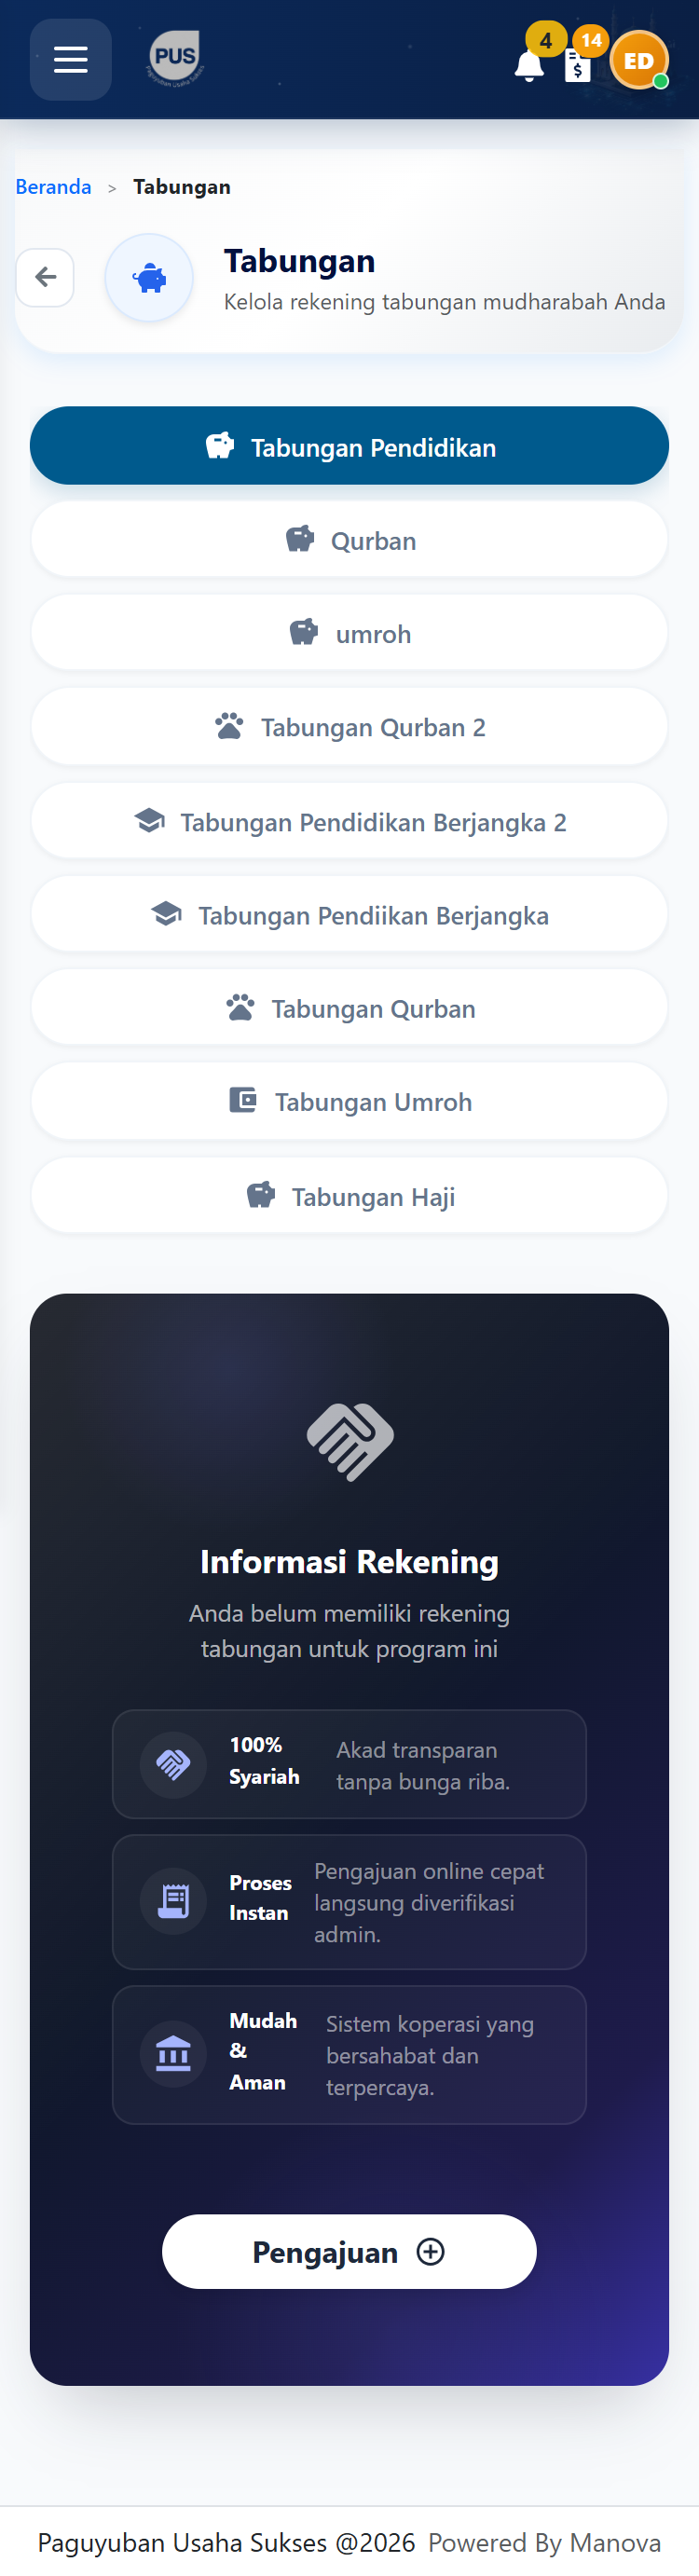 PUS
Paguyuban Usaha Sukses
4
14
ED
Beranda > Tabungan
Tabungan
Kelola rekening tabungan mudharabah Anda
Tabungan Pendidikan
Qurban
umroh
Tabungan Qurban 2
Tabungan Pendidikan Berjangka 2
Tabungan Pendiikan Berjangka
Tabungan Qurban
Tabungan Umroh
Tabungan Haji
Informasi Rekening
Anda belum memiliki rekening
tabungan untuk program ini
100%
Syariah
Akad transparan
tanpa bunga riba.
Proses
Instan
Pengajuan online cepat
langsung diverifikasi
admin.
Mudah
&
Aman
Sistem koperasi yang
bersahabat dan
terpercaya.
Pengajuan
Paguyuban Usaha Sukses @2026 Powered By Manova